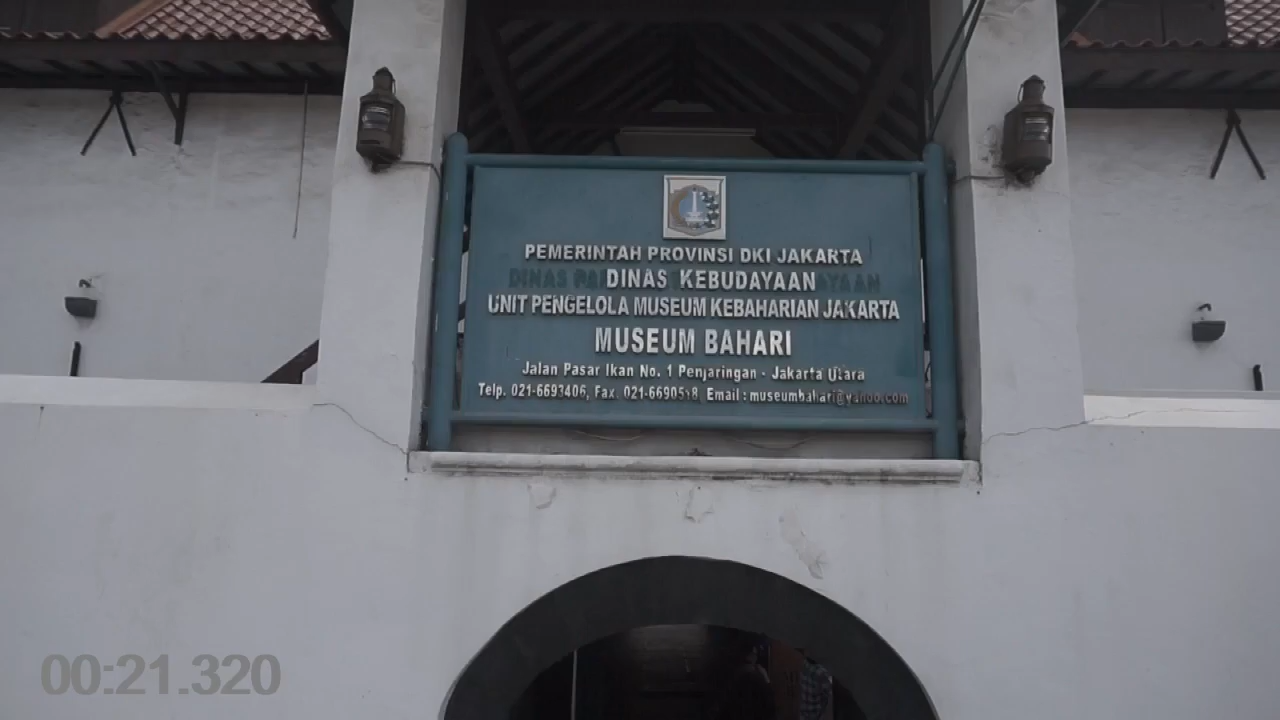 PEMERINTAH PROVINSI DKI JAKARTA
DINAS KEBUDAYAAN
UNIT PENGELOLA MUSEUM KEBAHARIAN JAKARTA
MUSEUM BAHARI
Jalan Pasar Ikan No. 1 Penjaringan - Jakarta Utara
Telp. 021-6693406, Fax. 021-6690518, Email : museumbahari@yahoo.com
00:21.320